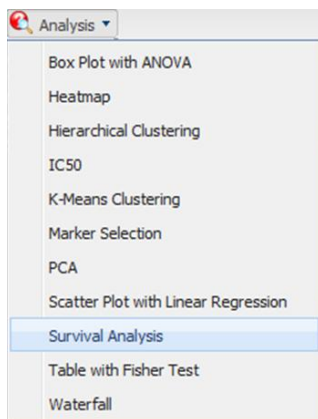 Analysis
Box Plot with ANOVA
Heatmap
Hierarchical Clustering
IC50
K-Means Clustering
Marker Selection
PCA
Scatter Plot with Linear Regression
Survival Analysis
Table with Fisher Test
Waterfall